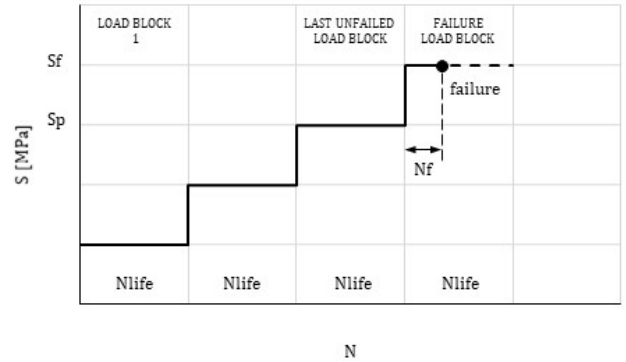 LOAD BLOCK
1
LAST UNFAILED
LOAD BLOCK
FAILURE
LOAD BLOCK
Sf
failure
Sp
S [MPa]
Nf
Nlife
Nlife
Nlife
Nlife
N